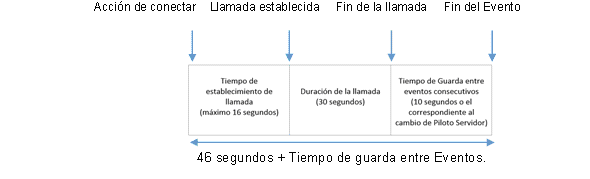 Acción de conectar Llamada establecida Fin de la llamada Fin del Evento
Tiempo de
establecimiento de
llamada
(máximo 16 segundos)
Duración de la llamada
(30 segundos)
Tiempo de Guarda entre
eventos consecutivos
(10 segundos o el
correspondiente al
cambio de Piloto Servidor)
46 segundos + Tiempo de guarda entre Eventos.